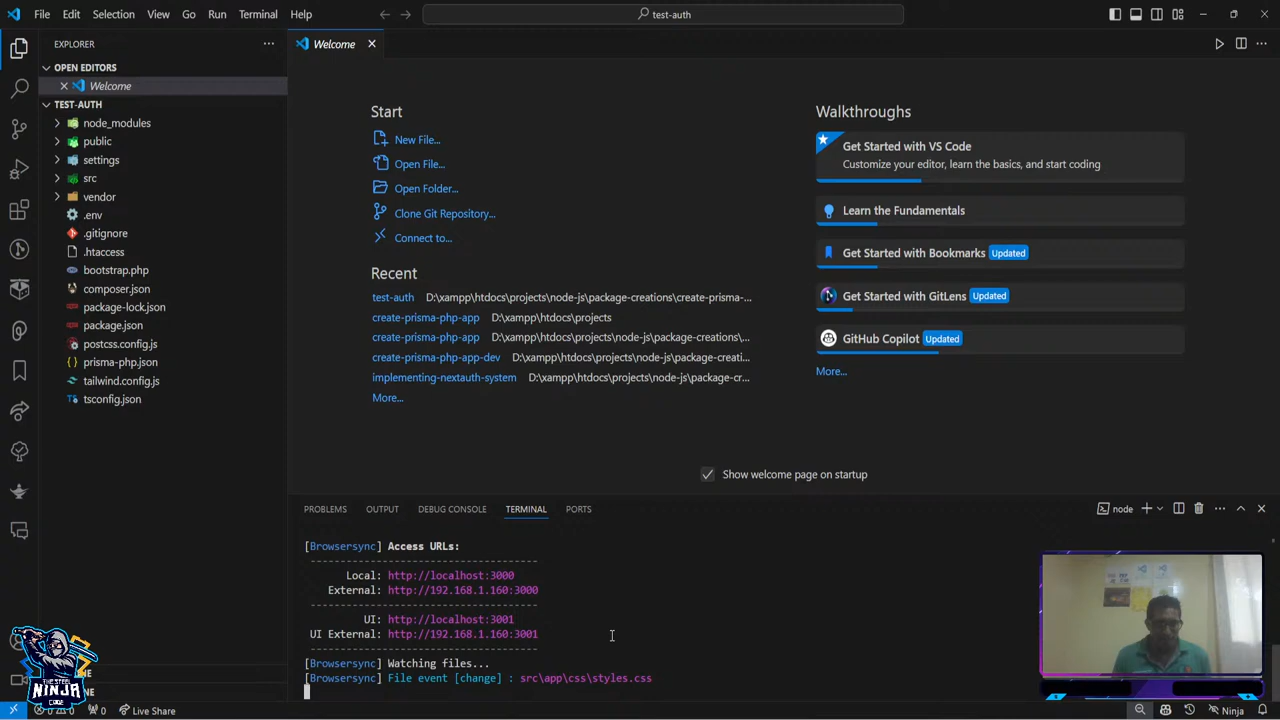 File Edit Selection View Go Run Terminal Help
test-auth
EXPLORER
OPEN EDITORS
Welcome
TEST-AUTH
node_modules
public
settings
src
vendor
.env
.gitignore
.htaccess
bootstrap.php
composer.json
package-lock.json
package.json
postcss.config.js
prisma-php.json
tailwind.config.js
tsconfig.json
Welcome
Start
New File...
Open File...
Open Folder...
Clone Git Repository...
Connect to...
Recent
test-auth D:\xampp\htdocs\projects\node-js\package-creations\create-prisma-...
create-prisma-php-app D:\xampp\htdocs\projects
create-prisma-php-app D:\xampp\htdocs\projects\node-js\package-creations\...
create-prisma-php-app-dev D:\xampp\htdocs\projects\node-js\package-creati...
implementing-nextauth-system D:\xampp\htdocs\projects\node-js\package-cr...
More...
Walkthroughs
Get Started with VS Code
Customize your editor, learn the basics, and start coding
Learn the Fundamentals
Get Started with Bookmarks Updated
Get Started with GitLens Updated
GitHub Copilot Updated
More...
Show welcome page on startup
PROBLEMS OUTPUT DEBUG CONSOLE TERMINAL PORTS
node
[Browsersync] Access URLs:
Local: http://localhost:3000
External: http://192.168.1.160:3000
UI: http://localhost:3001
UI External: http://192.168.1.160:3001
[Browsersync] Watching files...
[Browsersync] File event [change] : src\app\css\styles.css
THE STEEL
NINJA
CODE
NE
NE
0 0 0 Live Share
Ninja